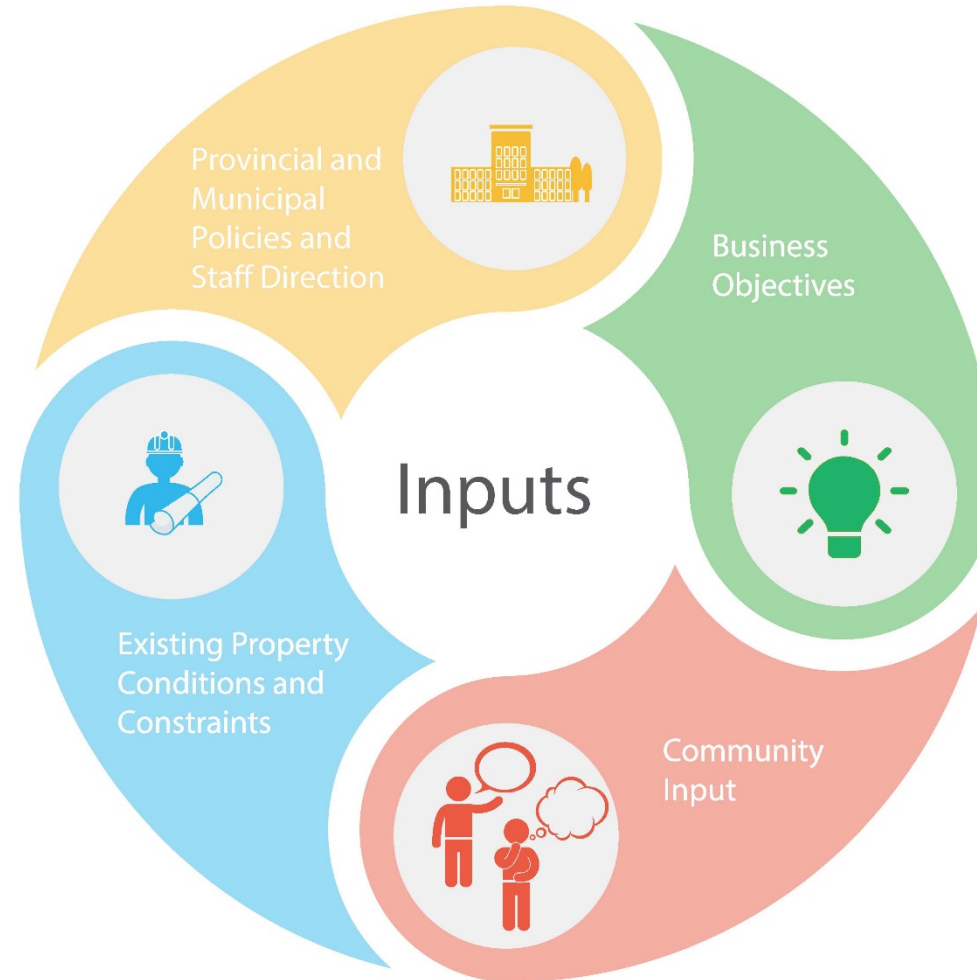 Provincial and
Municipal
Policies and
Staff Direction
Business
Objectives
Inputs
Existing Property
Conditions and
Constraints
Community
Input